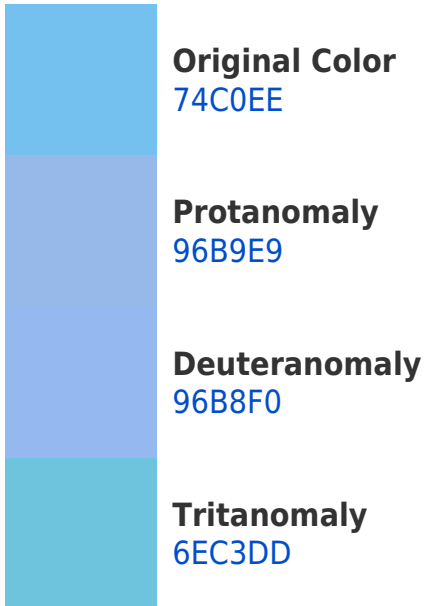 Original Color
74C0EE
Protanomaly
96B9E9
Deuteranomaly
96B8F0
Tritanomaly
6EC3DD